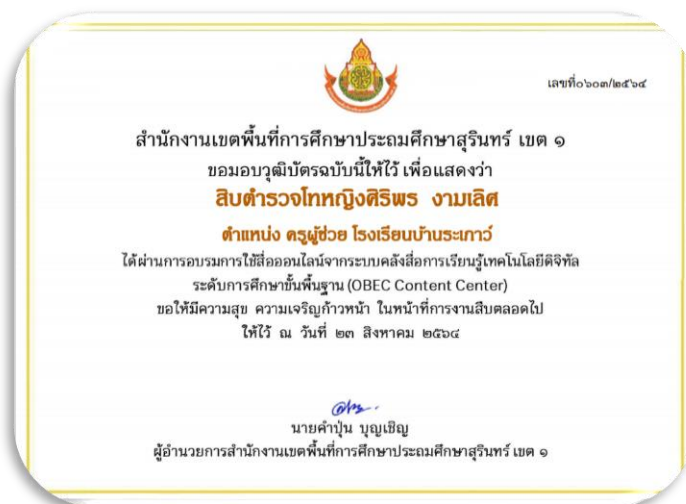 เลขที่๐๖๐๓/๒๕๖๔
สำนักงานเขตพื้นที่การศึกษาประถมศึกษาสุรินทร์ เขต ๑
ขอมอบวุฒิบัตรฉบับนี้ให้ไว้ เพื่อแสดงว่า
สิบตำรวจโทหญิงศิริพร งามเลิศ
ตำแหน่ง ครูผู้ช่วย โรงเรียนบ้านระเภาว์
ได้ผ่านการอบรมการใช้สื่อออนไลน์จากระบบคลังสื่อการเรียนรู้เทคโนโลยีดิจิทัล
ระดับการศึกษาขั้นพื้นฐาน (OBEC Content Center)
ขอให้มีความสุข ความเจริญก้าวหน้า ในหน้าที่การงานสืบตลอดไป
ให้ไว้ ณ วันที่ ๒๓ สิงหาคม ๒๕๖๔
นายคำปุ่น บุญเชิญ
ผู้อำนวยการสำนักงานเขตพื้นที่การศึกษาประถมศึกษาสุรินทร์ เขต ๑